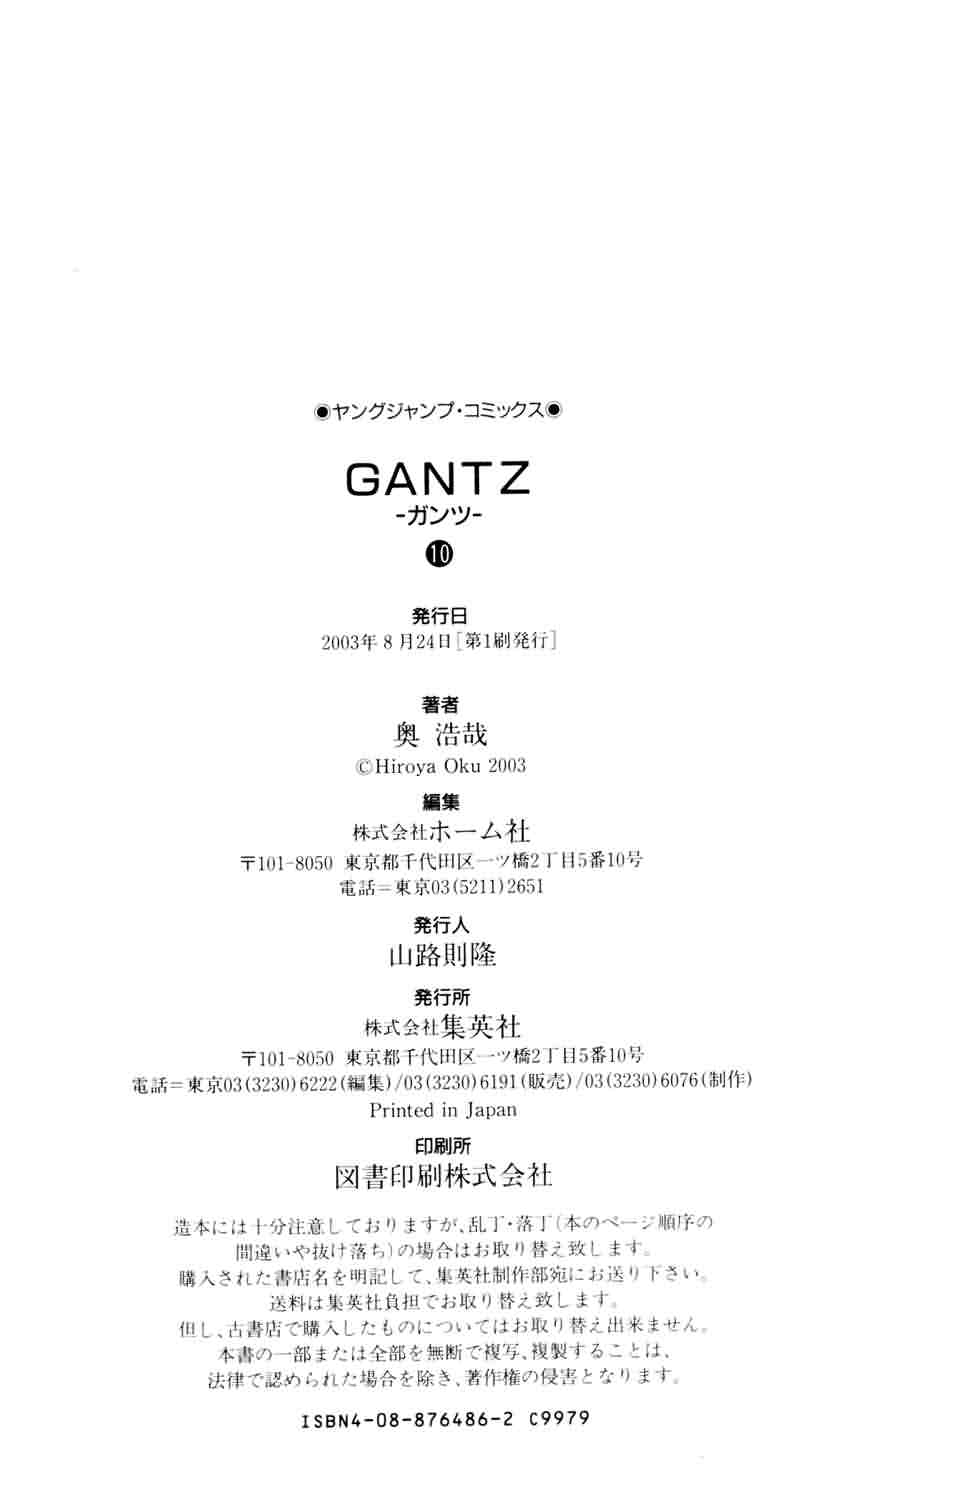 ◉ヤングジャンプ・コミックス◉
GANTZ
-ガンツ-
❿
発行日
2003年8月24日[第1刷発行]
著者
奥 浩哉
©Hiroya Oku 2003
編集
株式会社ホーム社
〒101-8050 東京都千代田区一ツ橋2丁目5番10号
電話=東京03(5211)2651
発行人
山路則隆
発行所
株式会社集英社
〒101-8050 東京都千代田区一ツ橋2丁目5番10号
電話=東京03(3230)6222(編集)/03(3230)6191(販売)/03(3230)6076(制作)
Printed in Japan
印刷所
図書印刷株式会社
造本には十分注意しておりますが、乱丁・落丁(本のページ順序の
間違いや抜け落ち)の場合はお取り替え致します。
購入された書店名を明記して、集英社制作部宛にお送り下さい。
送料は集英社負担でお取り替え致します。
但し、古書店で購入したものについてはお取り替え出来ません。
本書の一部または全部を無断で複写、複製することは、
法律で認められた場合を除き、著作権の侵害となります。
ISBN4-08-876486-2 C9979